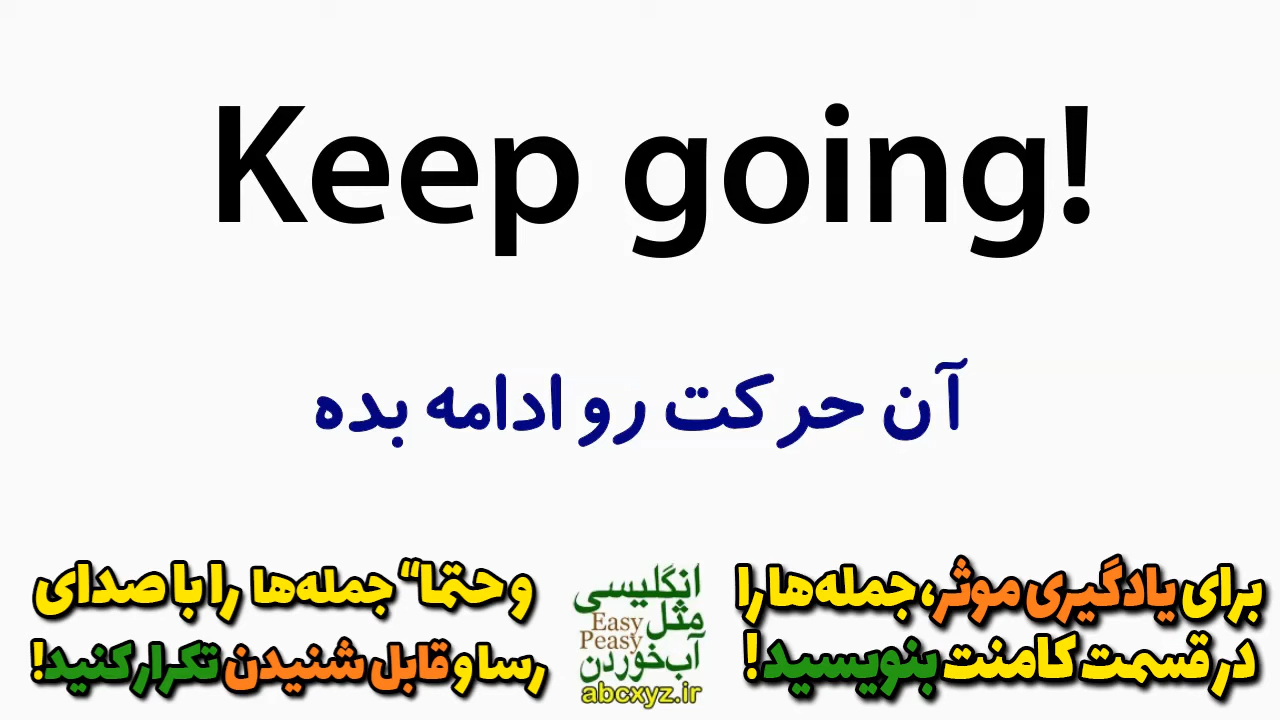 Keep going!
آن حرکت رو ادامه بده
برای یادگیری موثر، جمله‌ها را
در قسمت کامنت بنویسید!
انگلیسی
مثل
Easy
Peasy
آب خوردن
abcxyz.ir
و حتما“ جمله‌ها را با صدای
رسا و قابل شنیدن تکرار کنید!